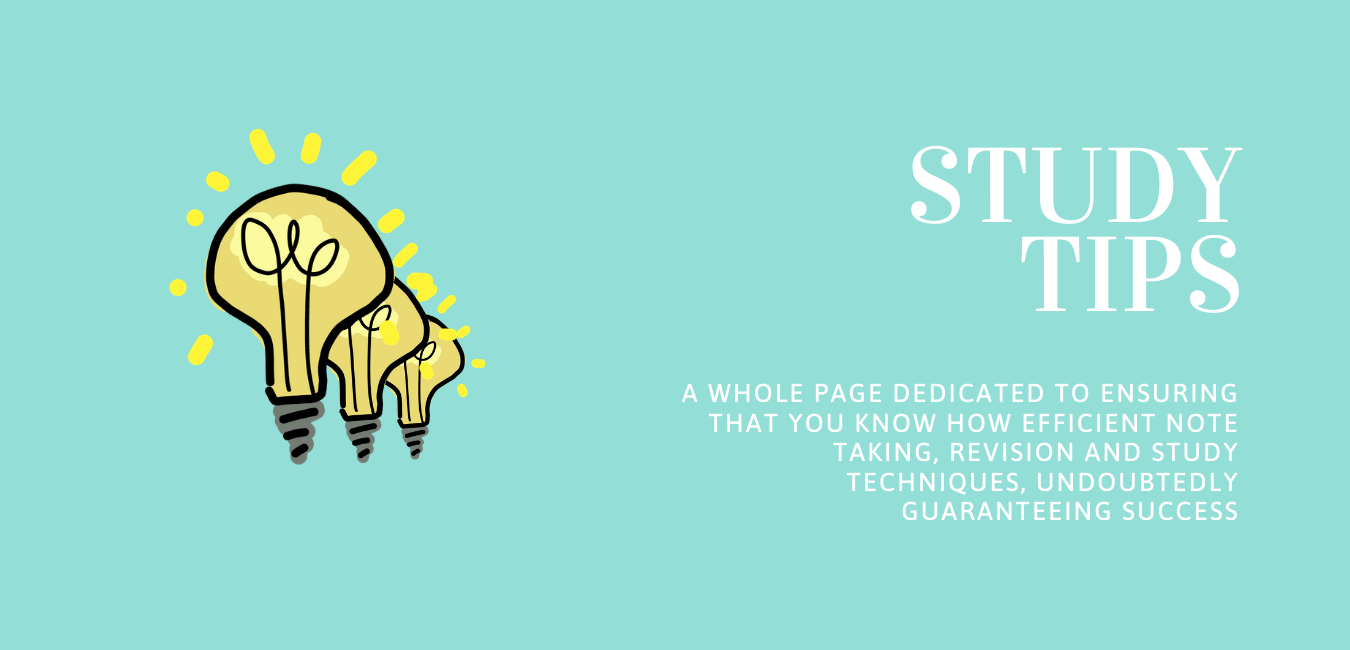 STUDY
TIPS
A WHOLE PAGE DEDICATED TO ENSURING
THAT YOU KNOW HOW EFFICIENT NOTE
TAKING, REVISION AND STUDY
TECHNIQUES, UNDOUBTEDLY
GUARANTEEING SUCCESS